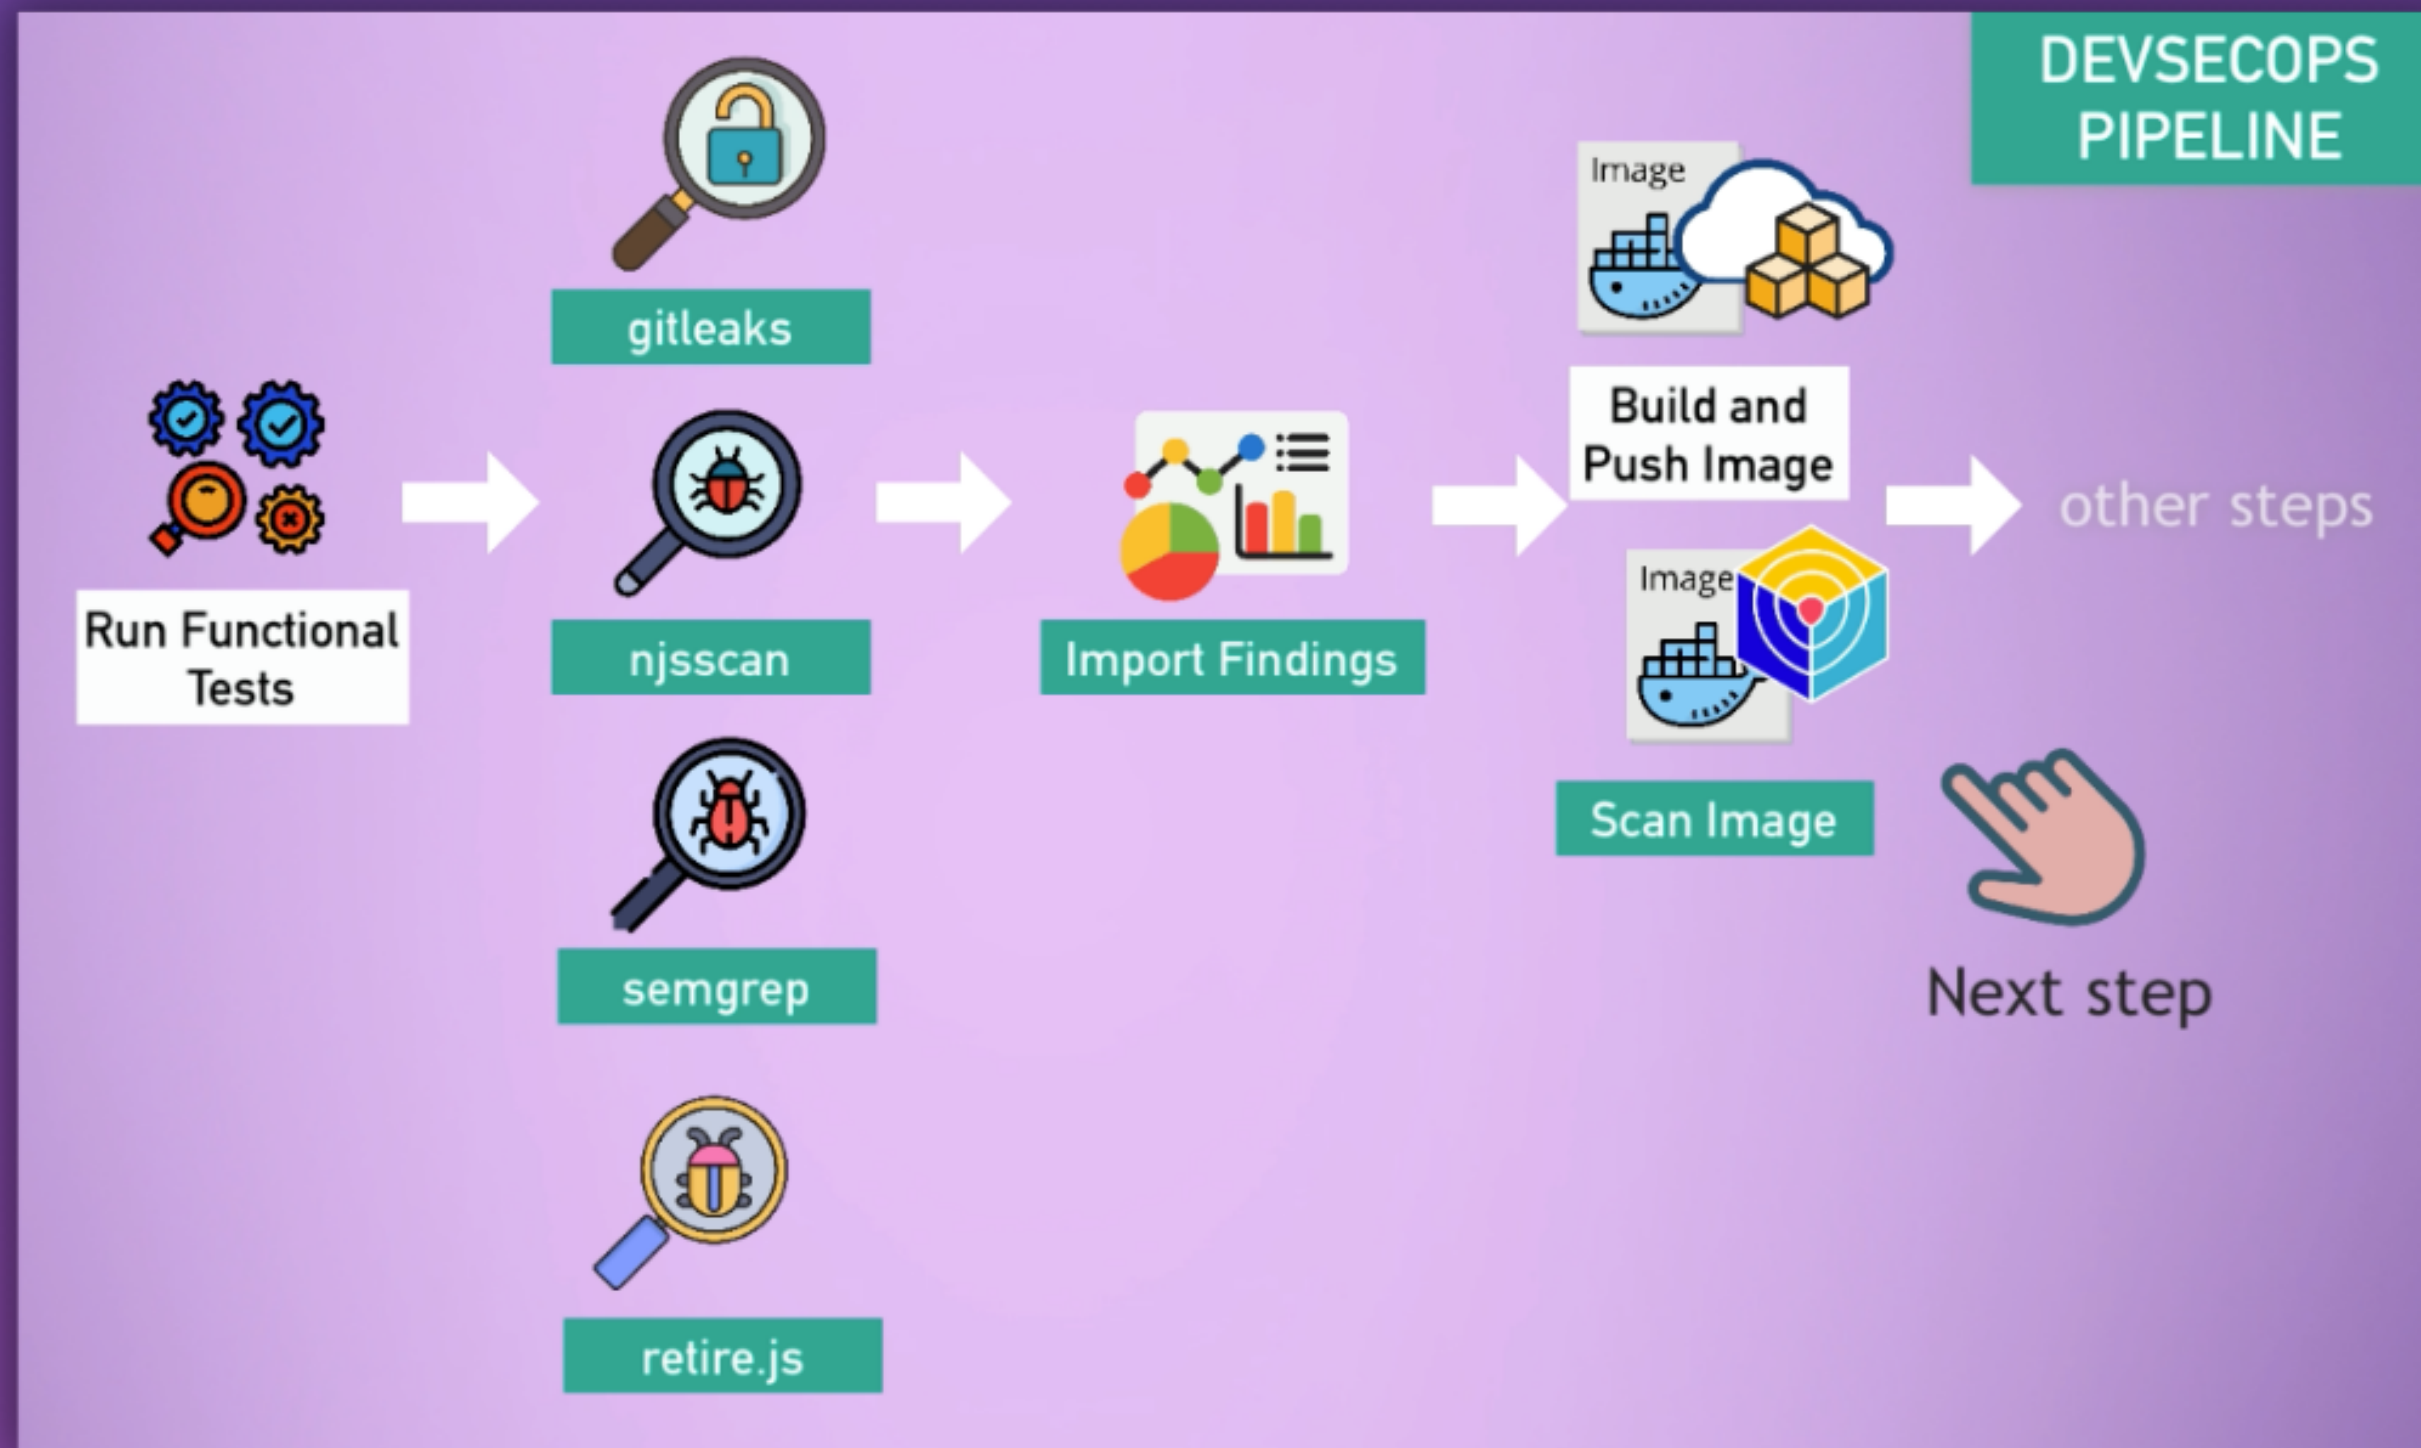 DEVSECOPS
PIPELINE
Run Functional
Tests
gitleaks
njsscan
semgrep
retire.js
Import Findings
Image
Build and
Push Image
Image
Scan Image
other steps
Next step